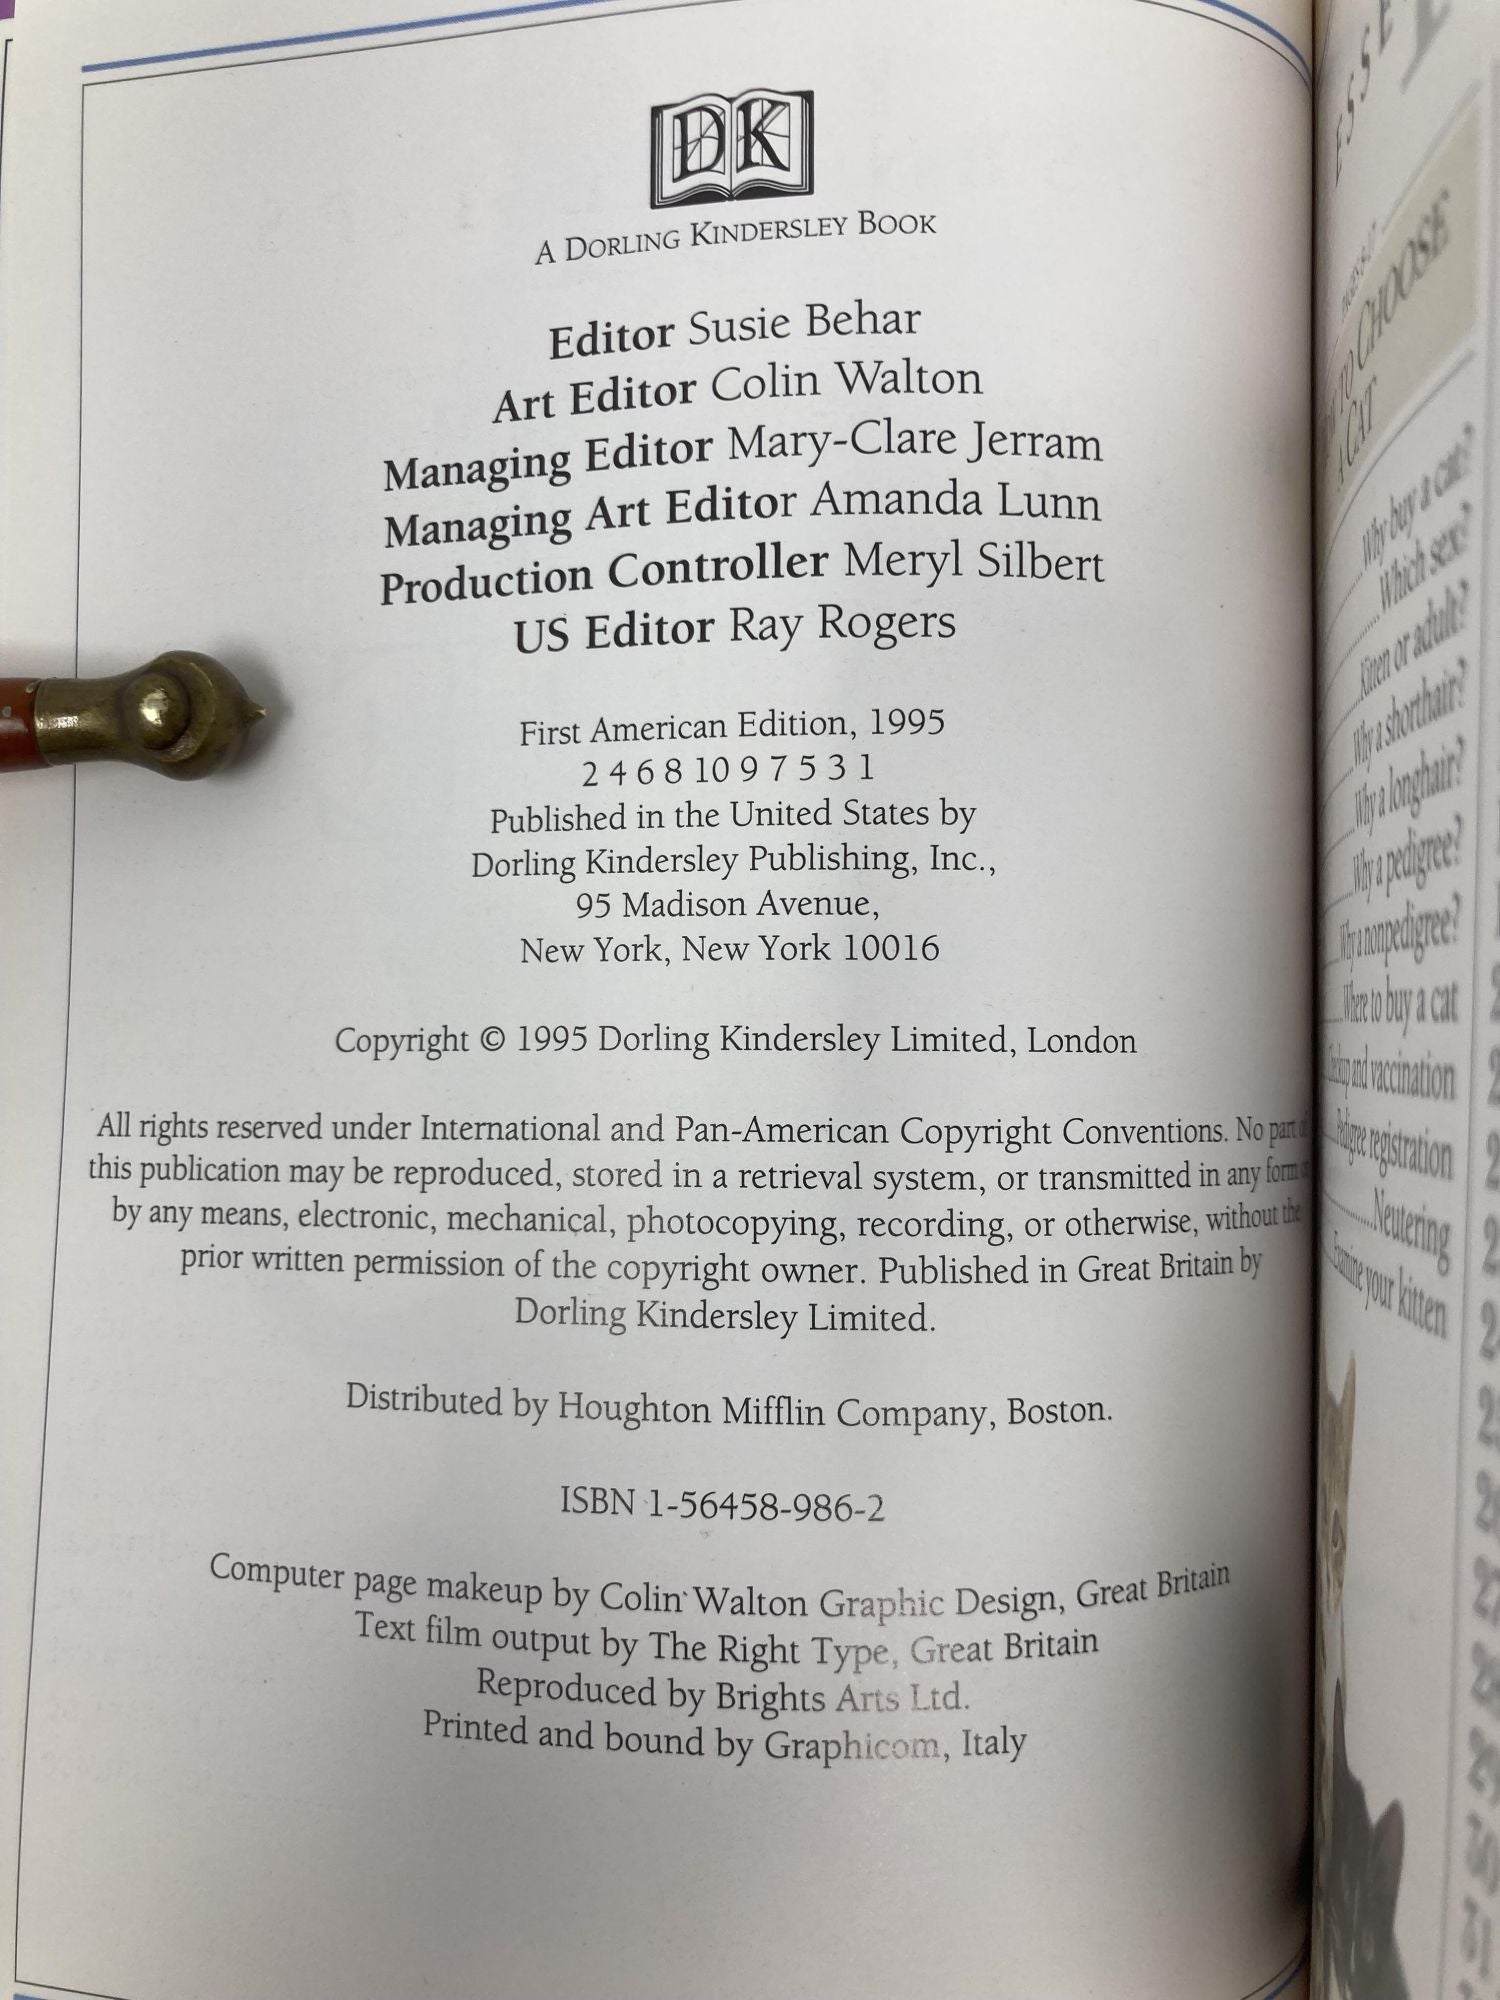 DK
A DORLING KINDERSLEY BOOK
Editor Susie Behar
Art Editor Colin Walton
Managing Editor Mary-Clare Jerram
Managing Art Editor Amanda Lunn
Production Controller Meryl Silbert
US Editor Ray Rogers
First American Edition, 1995
2 4 6 8 10 9 7 5 3 1
Published in the United States by
Dorling Kindersley Publishing, Inc.,
95 Madison Avenue,
New York, New York 10016
Copyright © 1995 Dorling Kindersley Limited, London
All rights reserved under International and Pan-American Copyright Conventions. No part
this publication may be reproduced, stored in a retrieval system, or transmitted in any form
by any means, electronic, mechanical, photocopying, recording, or otherwise, without the
prior written permission of the copyright owner. Published in Great Britain by
Dorling Kindersley Limited.
Distributed by Houghton Mifflin Company, Boston.
ISBN 1-56458-986-2
Computer page makeup by Colin Walton Graphic Design, Great Britain
Text film output by The Right Type, Great Britain
Reproduced by Brights Arts Ltd.
Printed and bound by Graphicom, Italy
TO CHOOSE
A CAT
Why buy a cat?
Which sex?
Kitten or adult?
Why a shorthair?
Why a longhair?
Why a pedigree?
Why a nonpedigree?
Where to buy a cat
and vaccination
Pedigree registration
Neutering
Examine your kitten